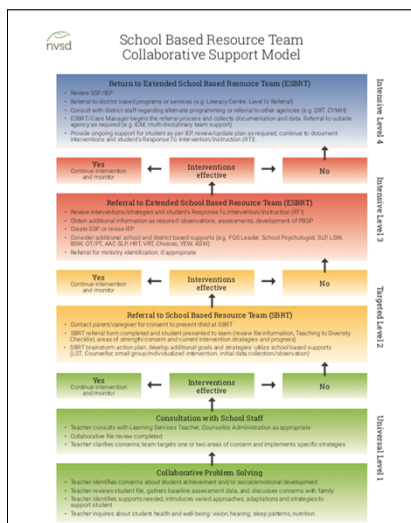 nvsd
School Based Resource Team
Collaborative Support Model
Return to Extended School Based Resource Team (ESBRT)
• Review SSP/IEP
• Referral to district based programs or services (e.g. Literacy Centre, Level IV Referral)
• Consult with district staff regarding alternate programming or referral to other agencies (e.g. DRT, CYMH)
• ESBRT/Case Manager begins the referral process and collects documentation and data. Referral to outside
agency as required (e.g. ICM, multi-disciplinary team support)
• Provide ongoing support for student as per IEP, review/update plan as required, continue to document
interventions and student's Response To Intervention/Instruction (RTI)
Intensive Level 4
Yes
Continue intervention
and monitor
Interventions
effective
No
Referral to Extended School Based Resource Team (ESBRT)
• Review interventions/strategies and student's Response To Intervention/Instruction (RTI)
• Obtain additional information as required: observations, assessments, development of PBSP
• Create SSP or revise IEP
• Consider additional school and district based supports (e.g. FOS Leader, School Psychologist, SLP, LSW,
BSW, OT/PT, AAC SLP, HRT, VRT, Choices, YEW, ASW)
• Referral for ministry identification, if appropriate
Intensive Level 3
Yes
Continue intervention
and monitor
Interventions
effective
No
Referral to School Based Resource Team (SBRT)
• Contact parent/caregiver for consent to present child at SBRT
• SBRT referral form completed and student presented to team (review file information, Teaching to Diversity
Checklist, areas of strength/concern and current intervention strategies and progress)
• SBRT brainstorm action plan; develop additional goals and strategies: utilize school based supports
(LST, Counsellor, small group/individualized intervention, initial data collection/observation)
Targeted Level 2
Yes
Continue intervention
and monitor
Interventions
effective
No
Consultation with School Staff
• Teacher consults with Learning Services Teacher, Counsellor, Administration as appropriate
• Collaborative file review completed
• Teacher clarifies concerns; team targets one or two areas of concern and implements specific strategies
Universal Level 1
Collaborative Problem Solving
• Teacher identifies concerns about student achievement and/or social/emotional development
• Teacher reviews student file, gathers baseline assessment data, and discusses concerns with family
• Teacher identifies supports needed, introduces varied approaches, adaptations and strategies to
support student
• Teacher inquires about student health and well-being: vision, hearing, sleep patterns, nutrition